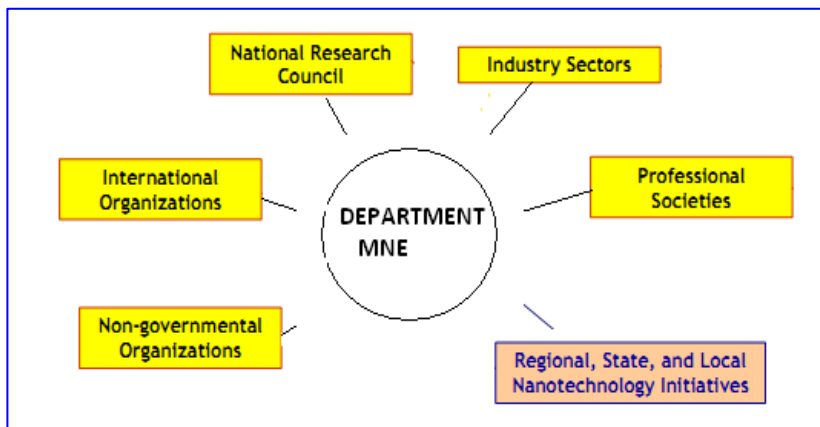 National Research
Council
Industry Sectors
International
Organizations
Professional
Societies
DEPARTMENT
MNE
Non-governmental
Organizations
Regional, State, and Local
Nanotechnology Initiatives